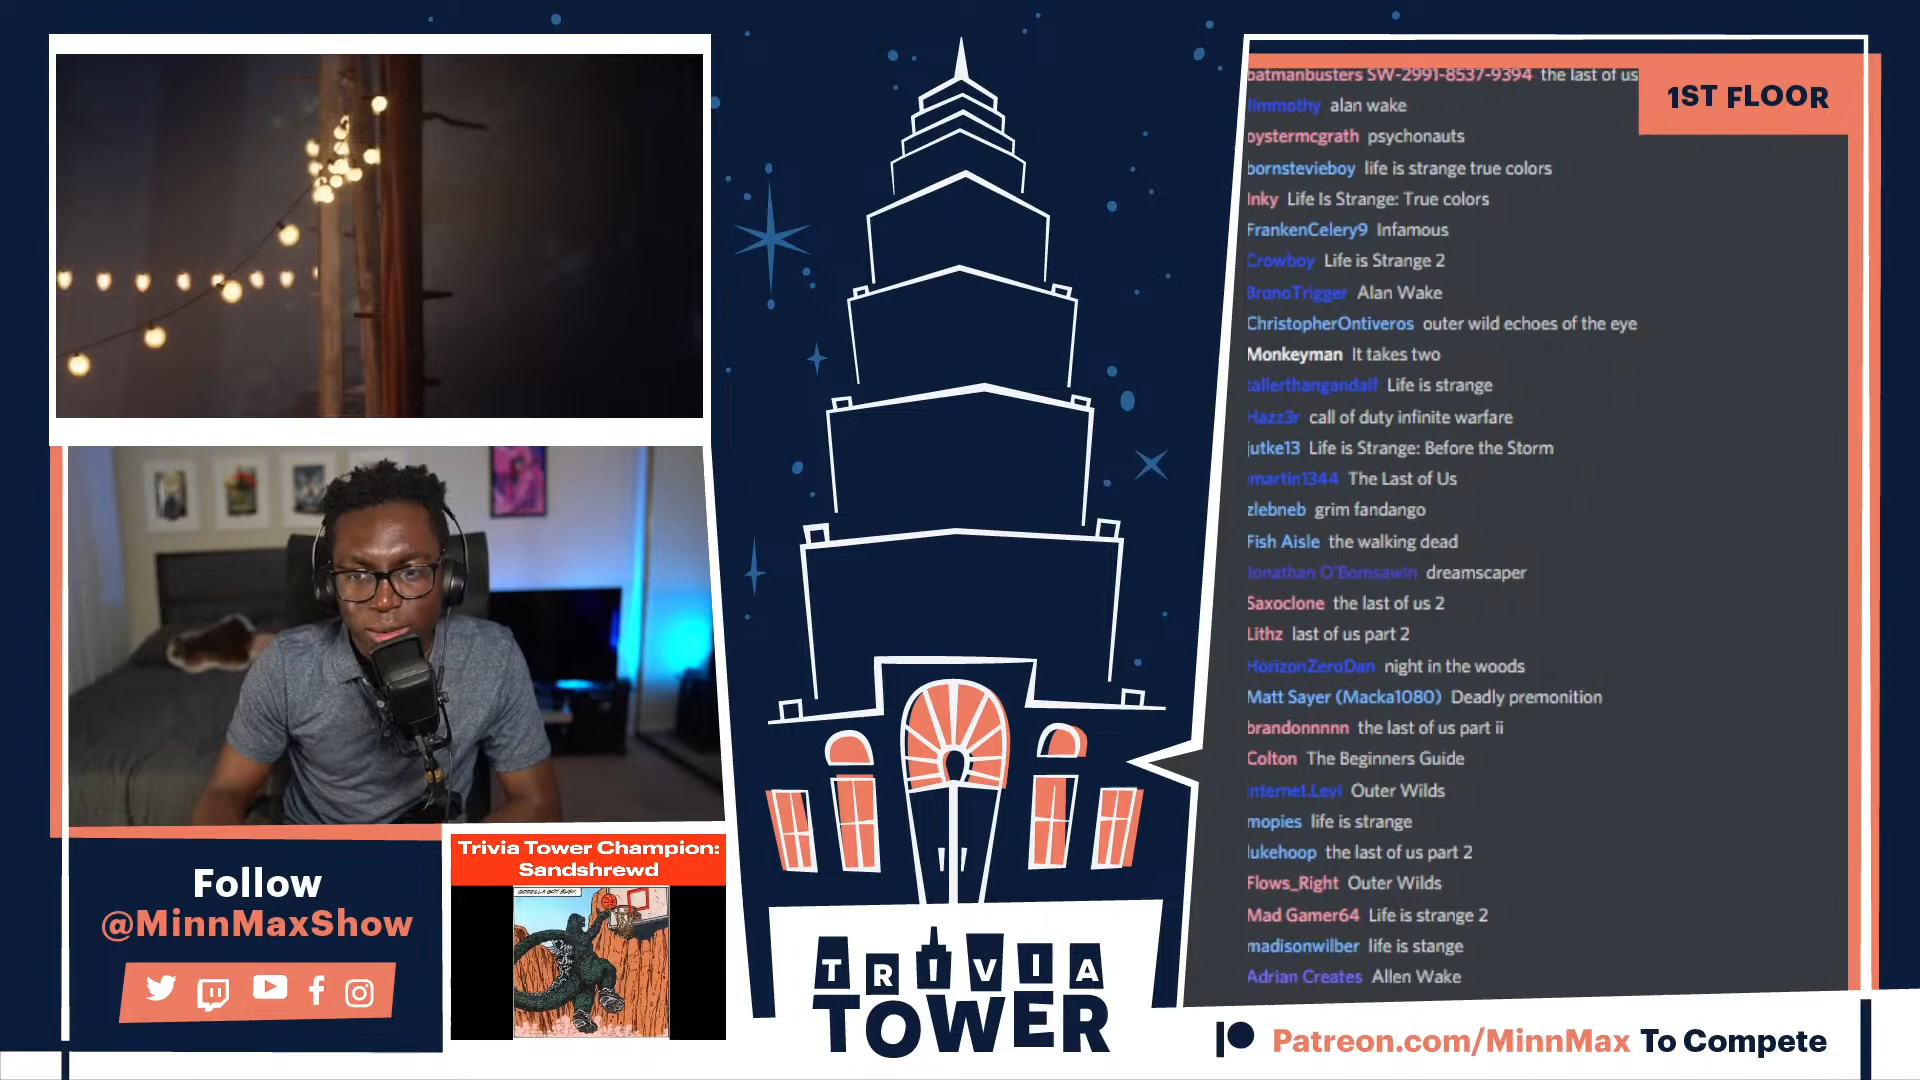 batmanbusters SW-2991-8537-9394 the last of us
1ST FLOOR
Jimmothy alan wake
oystermcgrath psychonauts
bornstevieboy life is strange true colors
Inky Life Is Strange: True colors
FrankenCelery9 Infamous
Crowboy Life is Strange 2
BronoTrigger Alan Wake
ChristopherOntiveros outer wild echoes of the eye
Monkeyman It takes two
tallerthangandalf Life is strange
Hazz3r call of duty infinite warfare
jutke13 Life is Strange: Before the Storm
martin1344 The Last of Us
zlebneb grim fandango
Fish Aisle the walking dead
Jonathan O'Bomsawin dreamscaper
Saxoclone the last of us 2
Lithz last of us part 2
HorizonZeroDan night in the woods
Matt Sayer (Macka1080) Deadly premonition
brandonnnnn the last of us part ii
Colton The Beginners Guide
internet.Levi Outer Wilds
mopies life is strange
lukehoop the last of us part 2
Flows_Right Outer Wilds
Mad Gamer64 Life is strange 2
madisonwilber life is stange
Adrian Creates Allen Wake
Follow
@MinnMaxShow
Trivia Tower Champion:
Sandshrewd
GODZILLA GOT BUSY.
TRIVIA
TOWER
Patreon.com/MinnMax To Compete